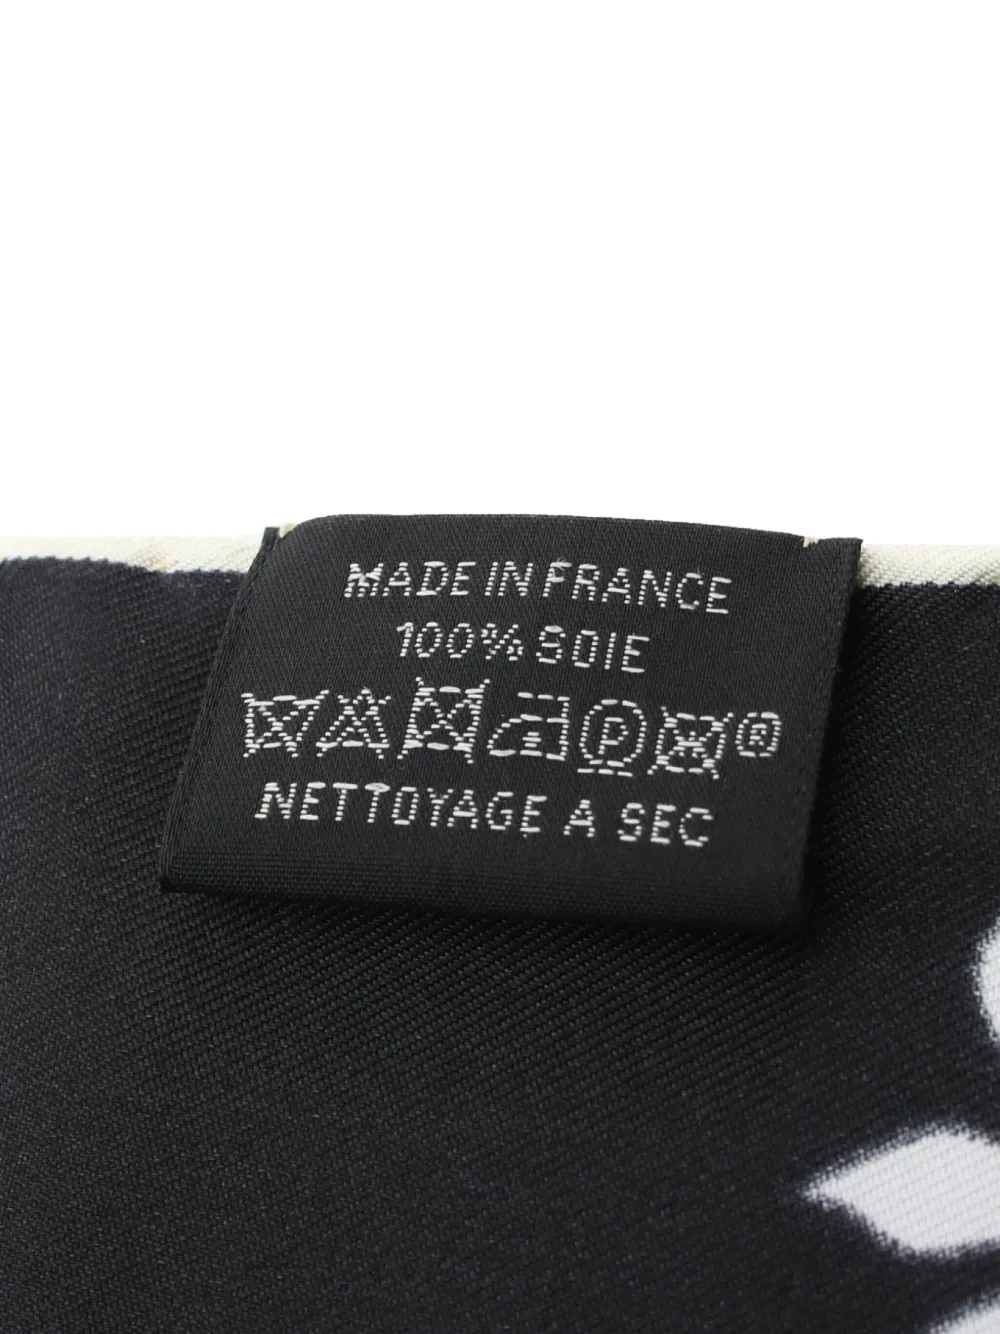 MADE IN FRANCE
100% SOIE
P ®
NETTOYAGE A SEC